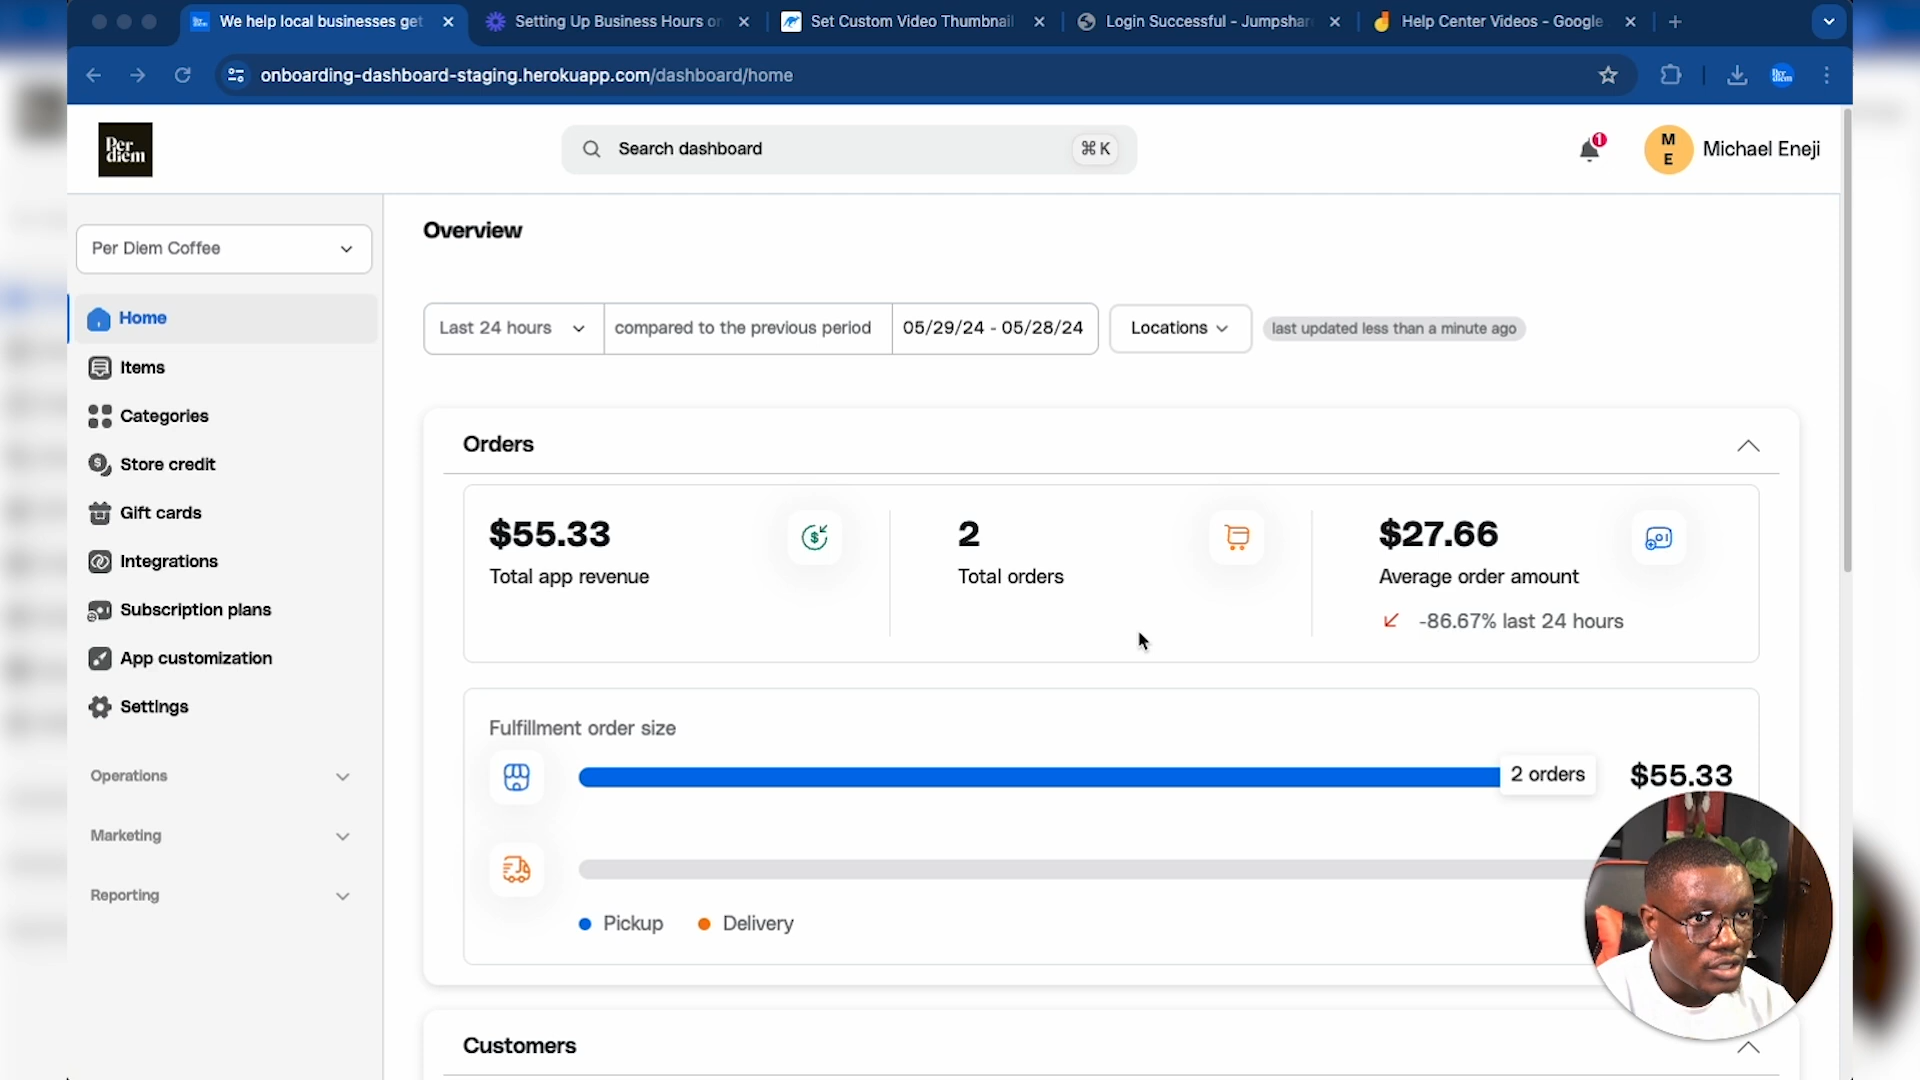 We help local businesses get
Setting Up Business Hours on
Set Custom Video Thumbnail
Login Successful - Jumpshare
Help Center Videos - Google
onboarding-dashboard-staging.herokuapp.com/dashboard/home
Per diem
Search dashboard
⌘ K
1
M E
Michael Eneji
Per Diem Coffee
Home
Items
Categories
Store credit
Gift cards
Integrations
Subscription plans
App customization
Settings
Operations
Marketing
Reporting
Overview
Last 24 hours
compared to the previous period
05/29/24 - 05/28/24
Locations
last updated less than a minute ago
Orders
$55.33
Total app revenue
2
Total orders
$27.66
Average order amount
-86.67% last 24 hours
Fulfillment order size
2 orders
$55.33
Pickup
Delivery
Customers